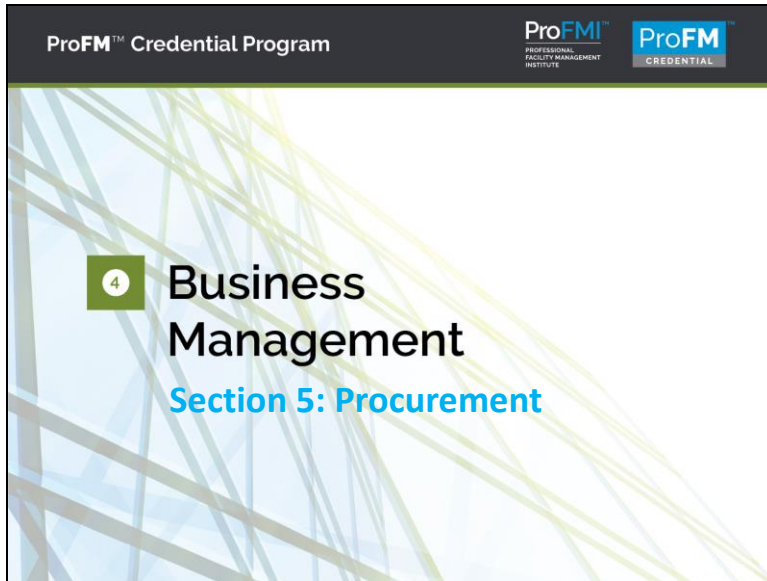 ProFM™ Credential Program
ProFMI™
PROFESSIONAL
FACILITY MANAGEMENT
INSTITUTE
ProFM™
CREDENTIAL
4
Business
Management
Section 5: Procurement